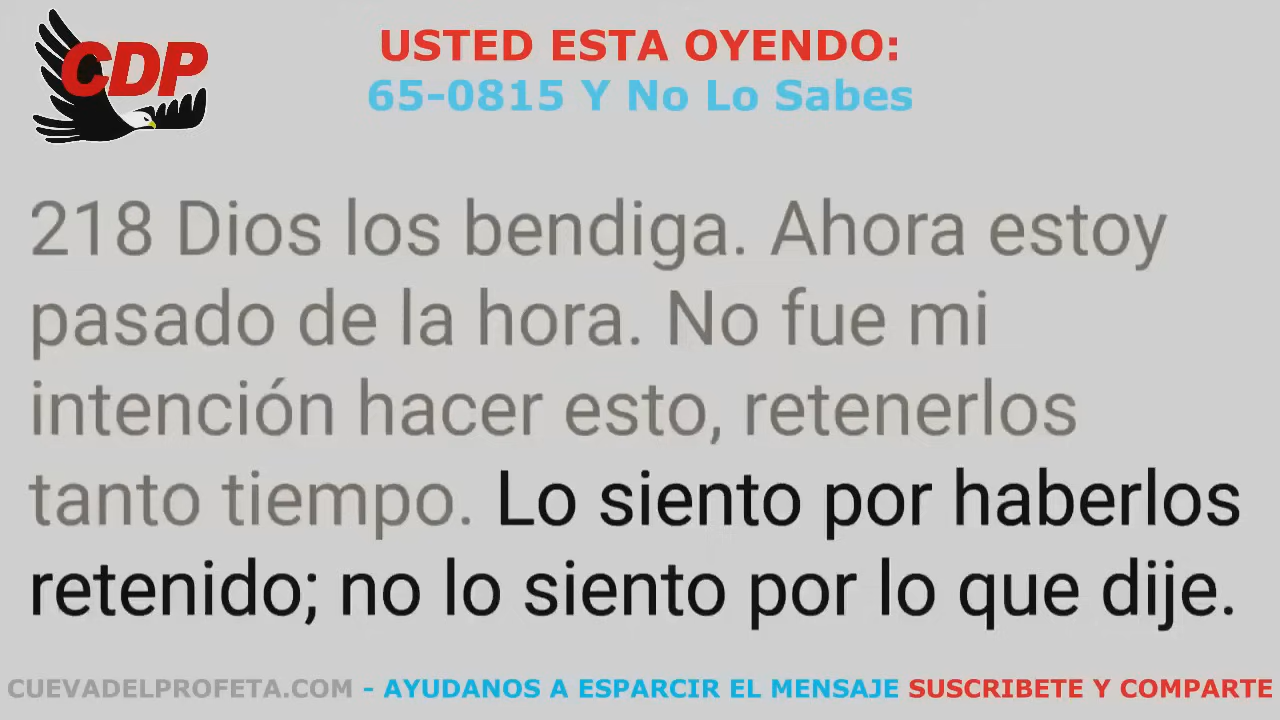 CDP
USTED ESTA OYENDO:
65-0815 Y No Lo Sabes
218 Dios los bendiga. Ahora estoy
pasado de la hora. No fue mi
intención hacer esto, retenerlos
tanto tiempo. Lo siento por haberlos
retenido; no lo siento por lo que dije.
CUEVADELPROFETA.COM - AYUDANOS A ESPARCIR EL MENSAJE SUSCRIBETE Y COMPARTE